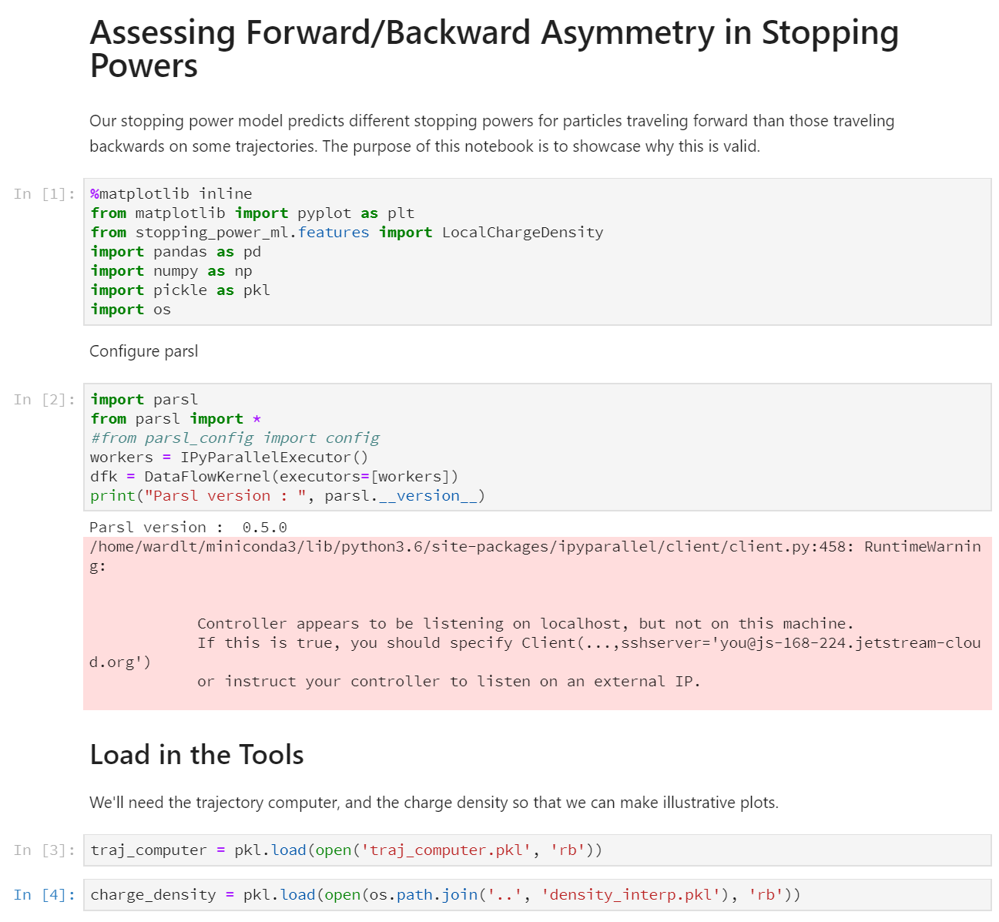 Assessing Forward/Backward Asymmetry in Stopping
Powers
Our stopping power model predicts different stopping powers for particles traveling forward than those traveling
backwards on some trajectories. The purpose of this notebook is to showcase why this is valid.
In [1]: %matplotlib inline
from matplotlib import pyplot as plt
from stopping_power_ml.features import LocalChargeDensity
import pandas as pd
import numpy as np
import pickle as pkl
import os
Configure parsl
In [2]: import parsl
from parsl import *
#from parsl_config import config
workers = IPyParallelExecutor()
dfk = DataFlowKernel(executors=[workers])
print("Parsl version : ", parsl.__version__)
Parsl version :  0.5.0
/home/wardlt/miniconda3/lib/python3.6/site-packages/ipyparallel/client/client.py:458: RuntimeWarnin
g:
Controller appears to be listening on localhost, but not on this machine.
If this is true, you should specify Client(...,sshserver='you@js-168-224.jetstream-clou
d.org')
or instruct your controller to listen on an external IP.
Load in the Tools
We'll need the trajectory computer, and the charge density so that we can make illustrative plots.
In [3]: traj_computer = pkl.load(open('traj_computer.pkl', 'rb'))
In [4]: charge_density = pkl.load(open(os.path.join('..', 'density_interp.pkl'), 'rb'))